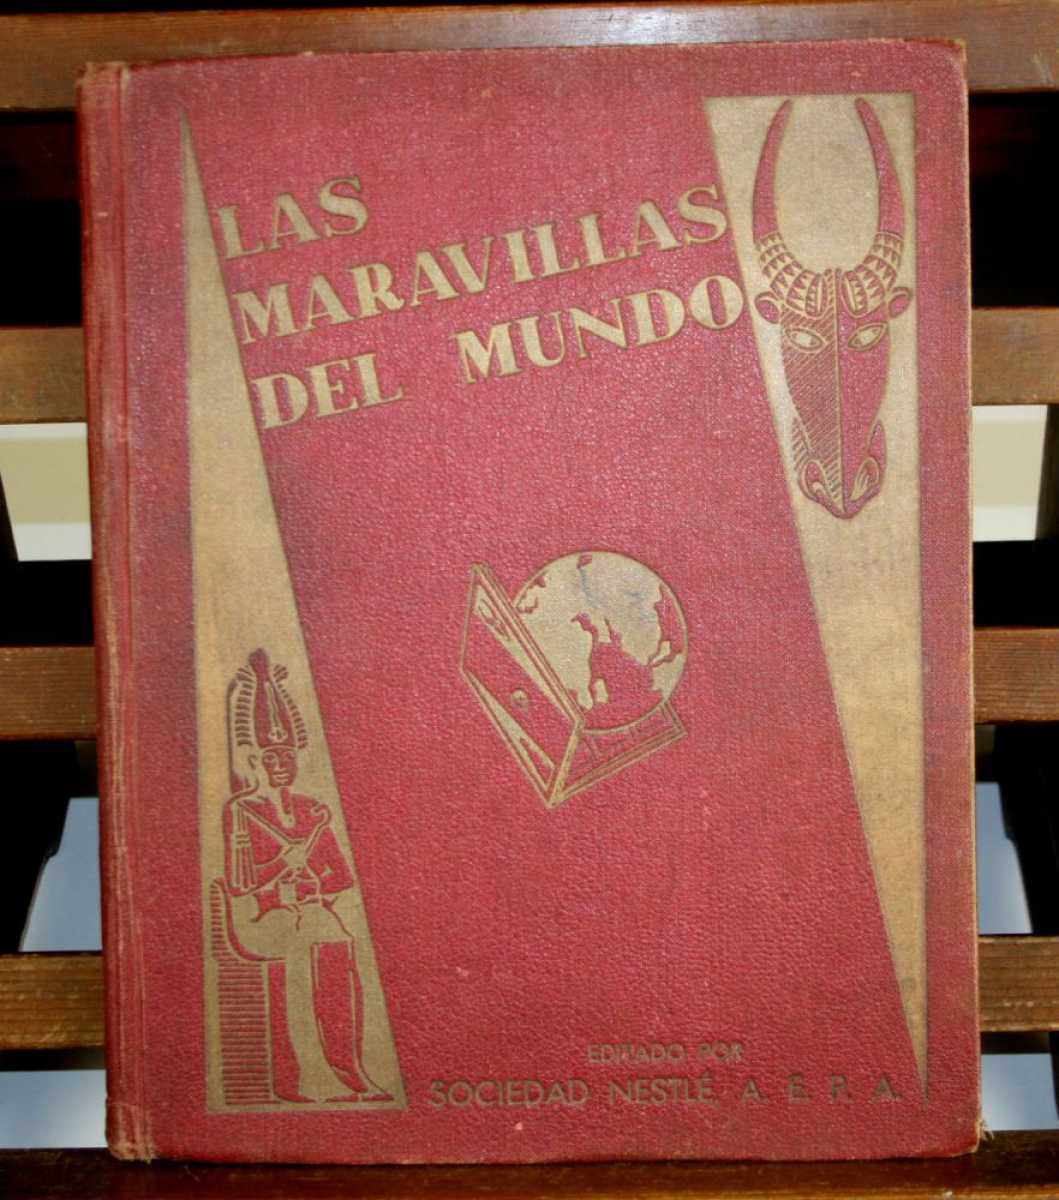 LAS
MARAVILLAS
DEL MUNDO
EDITADO POR
SOCIEDAD NESTLÉ, A. E. P. A.